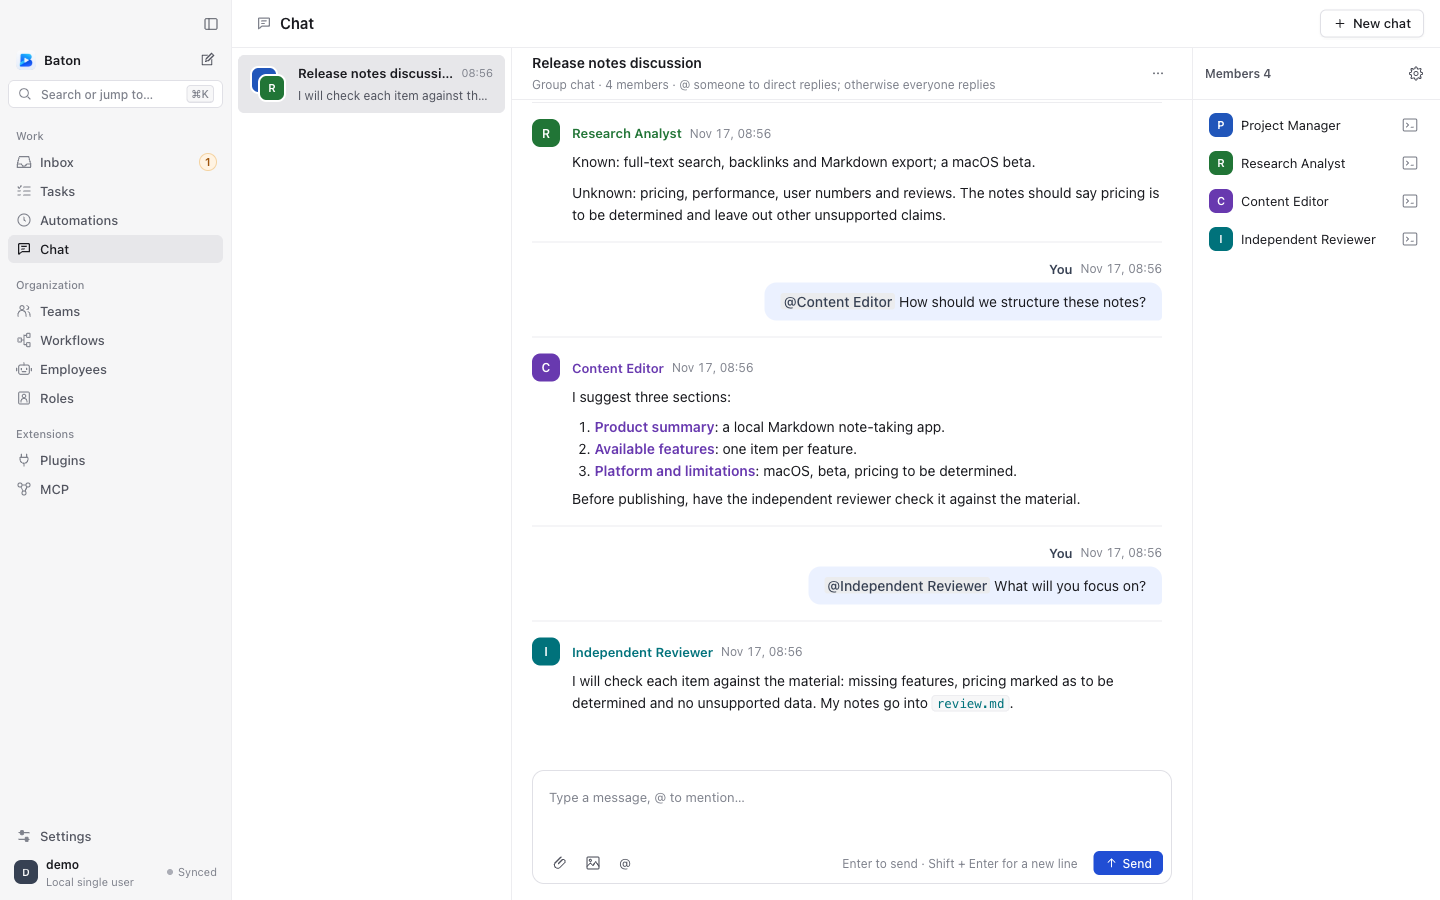 Chat
New chat
Baton
Search or jump to...
⌘K
Work
Inbox
1
Tasks
Automations
Chat
Organization
Teams
Workflows
Employees
Roles
Extensions
Plugins
MCP
Settings
D
demo
Local single user
Synced
R
Release notes discussi...
08:56
I will check each item against th...
Release notes discussion
Group chat · 4 members · @ someone to direct replies; otherwise everyone replies
R
Research Analyst Nov 17, 08:56
Known: full-text search, backlinks and Markdown export; a macOS beta.
Unknown: pricing, performance, user numbers and reviews. The notes should say pricing is
to be determined and leave out other unsupported claims.
You Nov 17, 08:56
@Content Editor How should we structure these notes?
C
Content Editor Nov 17, 08:56
I suggest three sections:
1. Product summary: a local Markdown note-taking app.
2. Available features: one item per feature.
3. Platform and limitations: macOS, beta, pricing to be determined.
Before publishing, have the independent reviewer check it against the material.
You Nov 17, 08:56
@Independent Reviewer What will you focus on?
I
Independent Reviewer Nov 17, 08:56
I will check each item against the material: missing features, pricing marked as to be
determined and no unsupported data. My notes go into review.md.
Type a message, @ to mention...
@
Enter to send · Shift + Enter for a new line
Send
Members 4
P
Project Manager
R
Research Analyst
C
Content Editor
I
Independent Reviewer